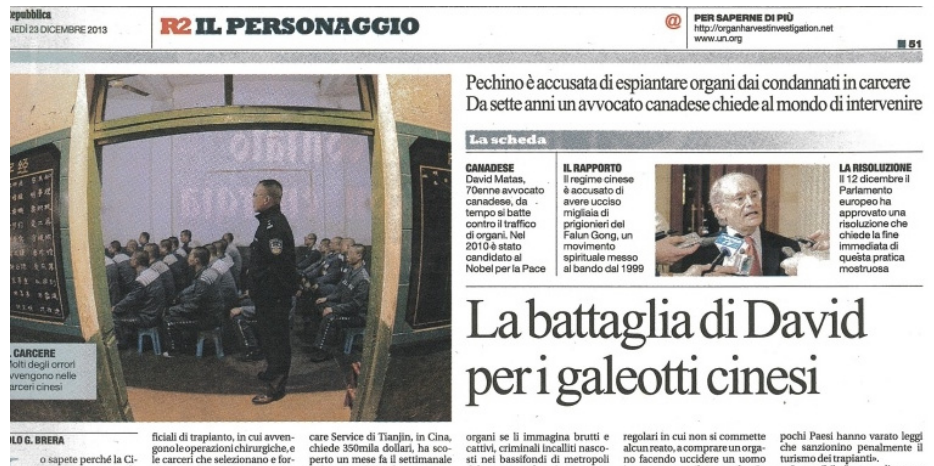 Repubblica
NEDÌ 23 DICEMBRE 2013
R2 IL PERSONAGGIO
@
PER SAPERNE DI PIÙ
http://organharvestinvestigation.net
www.un.org
51
Pechino è accusata di espiantare organi dai condannati in carcere
Da sette anni un avvocato canadese chiede al mondo di intervenire
La scheda
CANADESE
David Matas,
70enne avvocato
canadese, da
tempo si batte
contro il traffico
di organi. Nel
2010 è stato
candidato al
Nobel per la Pace
IL RAPPORTO
Il regime cinese
è accusato di
avere ucciso
migliaia di
prigionieri del
Falun Gong, un
movimento
spirituale messo
al bando dal 1999
LA RISOLUZIONE
Il 12 dicembre il
Parlamento
europeo ha
approvato una
risoluzione che
chiede la fine
immediata di
questa pratica
mostruosa
La battaglia di David
per i galeotti cinesi
CARCERE
Molti degli orrori
avvengono nelle
carceri cinesi
OLO G. BRERA
o sapete perché la Ci-
ficiali di trapianto, in cui avven-
gono le operazioni chirurgiche, e
le carceri che selezionano e for-
care Service di Tianjin, in Cina,
chiede 350mila dollari, ha sco-
perto un mese fa il settimanale
organi se li immagina brutti e
cattivi, criminali incalliti nasco-
sti nei bassifondi di metropoli
regolari in cui non si commette
alcun reato, a comprare un orga-
no facendo uccidere un uomo
pochi Paesi hanno varato leggi
che sanzionino penalmente il
turismo dei trapianti».